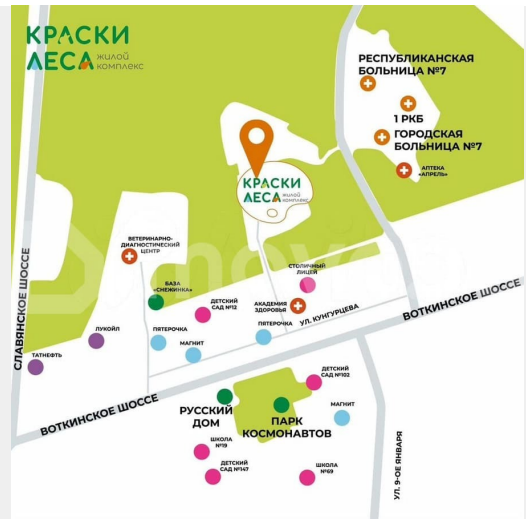 КРАСКИ
ЛЕСА жилой комплекс
РЕСПУБЛИКАНСКАЯ
БОЛЬНИЦА №7
1 РКБ
ГОРОДСКАЯ
БОЛЬНИЦА №7
АПТЕКА
«АПРЕЛЬ»
КРАСКИ
ЛЕСА жилой комплекс
ВЕТЕРИНАРНО-
ДИАГНОСТИЧЕСКИЙ
ЦЕНТР
БАЗА
«СНЕЖИНКА»
СТОЛИЧНЫЙ
ЛИЦЕЙ
ДЕТСКИЙ
САД №12
АКАДЕМИЯ
ЗДОРОВЬЯ
УЛ. КУНГУРЦЕВА
СЛАВЯНСКОЕ ШОССЕ
ВОТКИНСКОЕ ШОССЕ
ЛУКОЙЛ
ПЯТЕРОЧКА
ПЯТЕРОЧКА
МАГНИТ
ТАТНЕФТЬ
ВОТКИНСКОЕ ШОССЕ
ДЕТСКИЙ
САД №102
РУССКИЙ
ДОМ
ПАРК
КОСМОНАВТОВ
МАГНИТ
ШКОЛА
№19
ДЕТСКИЙ
САД №147
ШКОЛА
№69
УЛ. 9-ОЕ ЯНВАРЯ